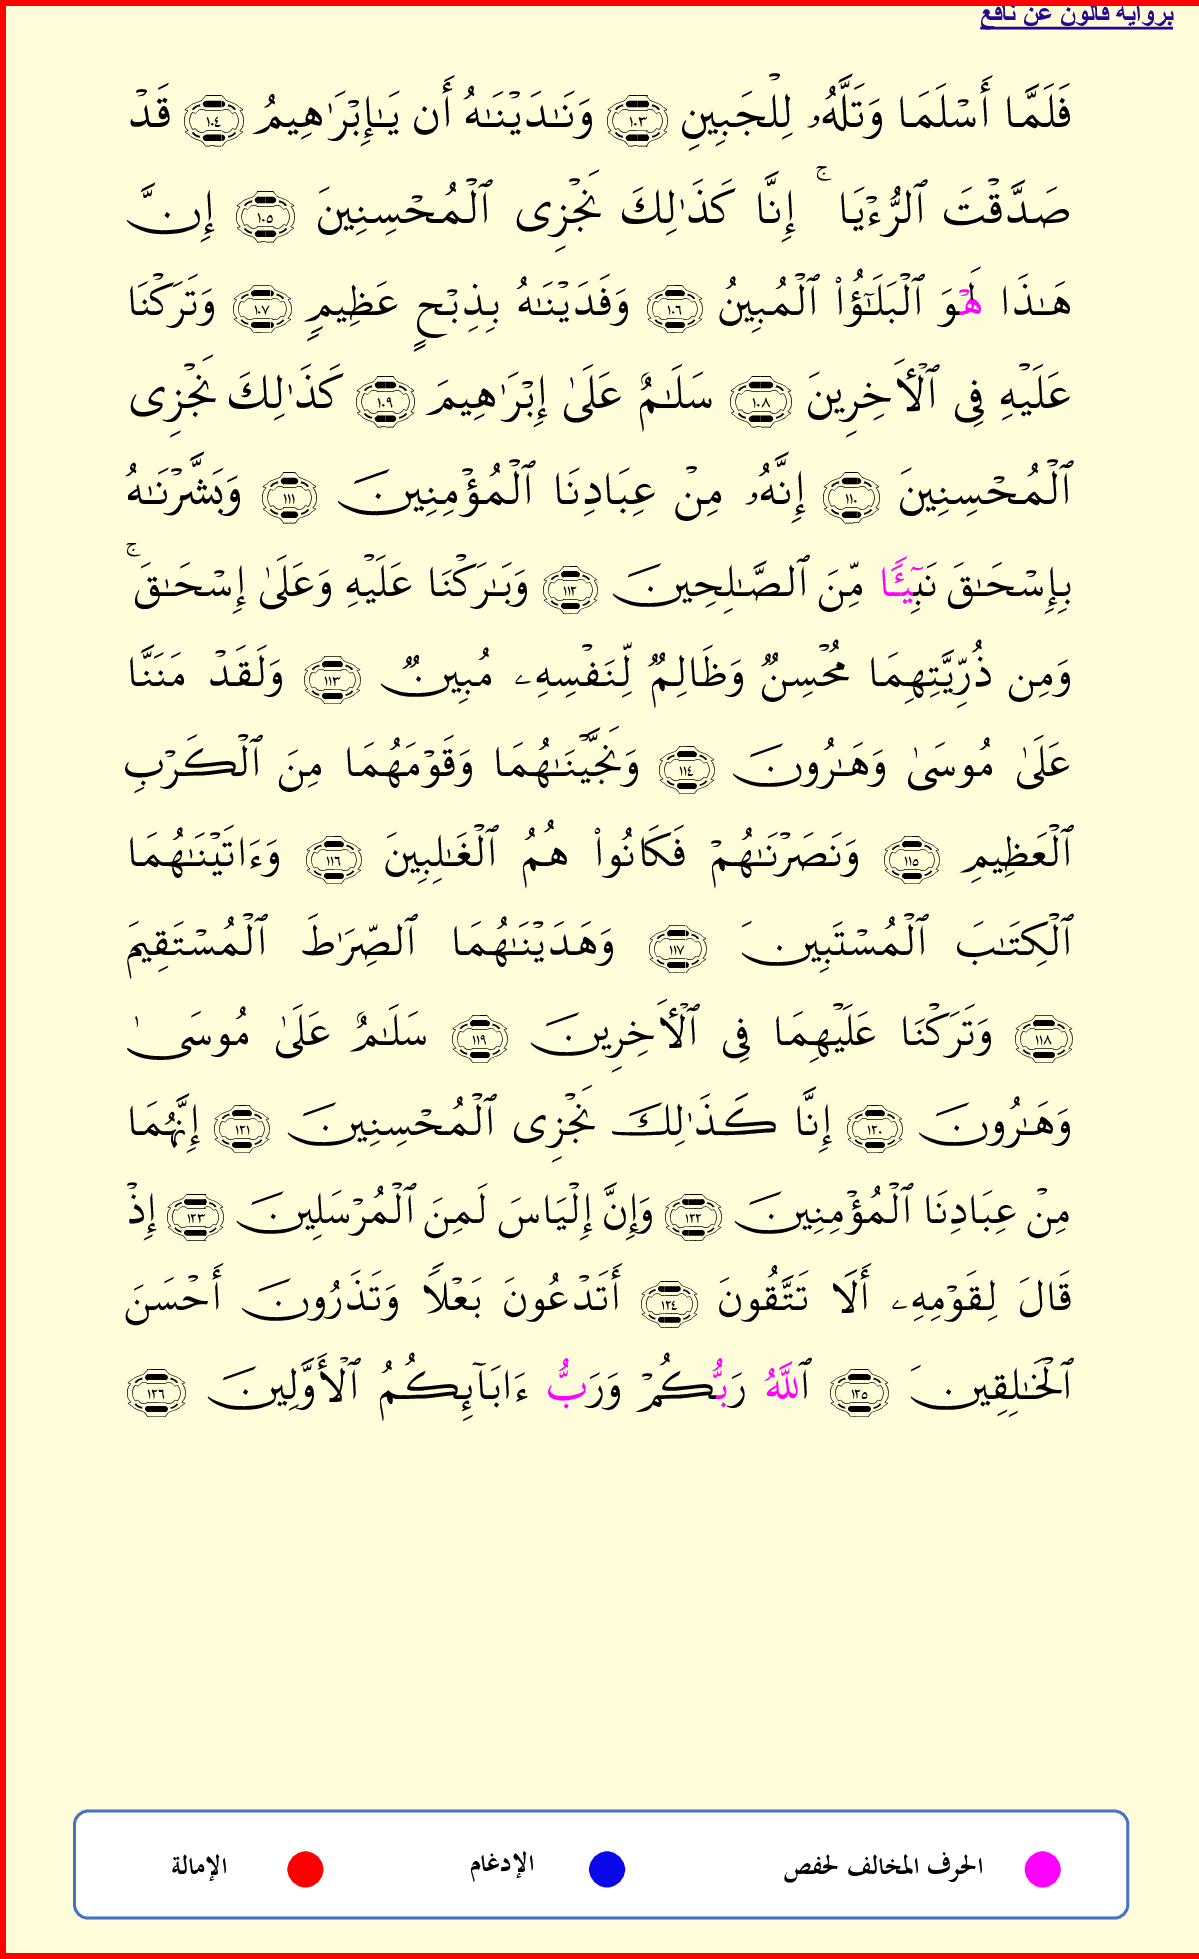 برواية قالون عن نافع
فَلَمَّا أَسْلَمَا وَتَلَّهُۥ لِلْجَبِينِ ١٠٣ وَنَـٰدَيْنَـٰهُ أَن يَـٰإِبْرَٰهِيمُ ١٠٤ قَدْ
صَدَّقْتَ ٱلرُّءْيَا ۚ إِنَّا كَذَٰلِكَ نَجْزِى ٱلْمُحْسِنِينَ ١٠٥ إِنَّ
هَـٰذَا لَهْوَ ٱلْبَلَـٰٓؤُا۟ ٱلْمُبِينُ ١٠٦ وَفَدَيْنَـٰهُ بِذِبْحٍ عَظِيمٍ ١٠٧ وَتَرَكْنَا
عَلَيْهِ فِى ٱلْأَخِرِينَ ١٠٨ سَلَـٰمٌ عَلَىٰ إِبْرَٰهِيمَ ١٠٩ كَذَٰلِكَ نَجْزِى
ٱلْمُحْسِنِينَ ١١٠ إِنَّهُۥ مِنْ عِبَادِنَا ٱلْمُؤْمِنِينَ ١١١ وَبَشَّرْنَـٰهُ
بِإِسْحَـٰقَ نَبِيٓـًٔا مِّنَ ٱلصَّـٰلِحِينَ ١١٢ وَبَـٰرَكْنَا عَلَيْهِ وَعَلَىٰ إِسْحَـٰقَ ۚ
وَمِن ذُرِّيَّتِهِمَا مُحْسِنٌ وَظَالِمٌ لِّنَفْسِهِۦ مُبِينٌ ١١٣ وَلَقَدْ مَنَنَّا
عَلَىٰ مُوسَىٰ وَهَـٰرُونَ ١١٤ وَنَجَّيْنَـٰهُمَا وَقَوْمَهُمَا مِنَ ٱلْكَرْبِ
ٱلْعَظِيمِ ١١٥ وَنَصَرْنَـٰهُمْ فَكَانُوا۟ هُمُ ٱلْغَـٰلِبِينَ ١١٦ وَءَاتَيْنَـٰهُمَا
ٱلْكِتَـٰبَ ٱلْمُسْتَبِينَ ١١٧ وَهَدَيْنَـٰهُمَا ٱلصِّرَٰطَ ٱلْمُسْتَقِيمَ
١١٨ وَتَرَكْنَا عَلَيْهِمَا فِى ٱلْأَخِرِينَ ١١٩ سَلَـٰمٌ عَلَىٰ مُوسَىٰ
وَهَـٰرُونَ ١٢٠ إِنَّا كَذَٰلِكَ نَجْزِى ٱلْمُحْسِنِينَ ١٢١ إِنَّهُمَا
مِنْ عِبَادِنَا ٱلْمُؤْمِنِينَ ١٢٢ وَإِنَّ إِلْيَاسَ لَمِنَ ٱلْمُرْسَلِينَ ١٢٣ إِذْ
قَالَ لِقَوْمِهِۦ أَلَا تَتَّقُونَ ١٢٤ أَتَدْعُونَ بَعْلًا وَتَذَرُونَ أَحْسَنَ
ٱلْخَـٰلِقِينَ ١٢٥ ٱللَّهُ رَبُّكُمْ وَرَبُّ ءَابَآئِكُمُ ٱلْأَوَّلِينَ ١٢٦
الحرف المخالف لحفص الإدغام الإمالة